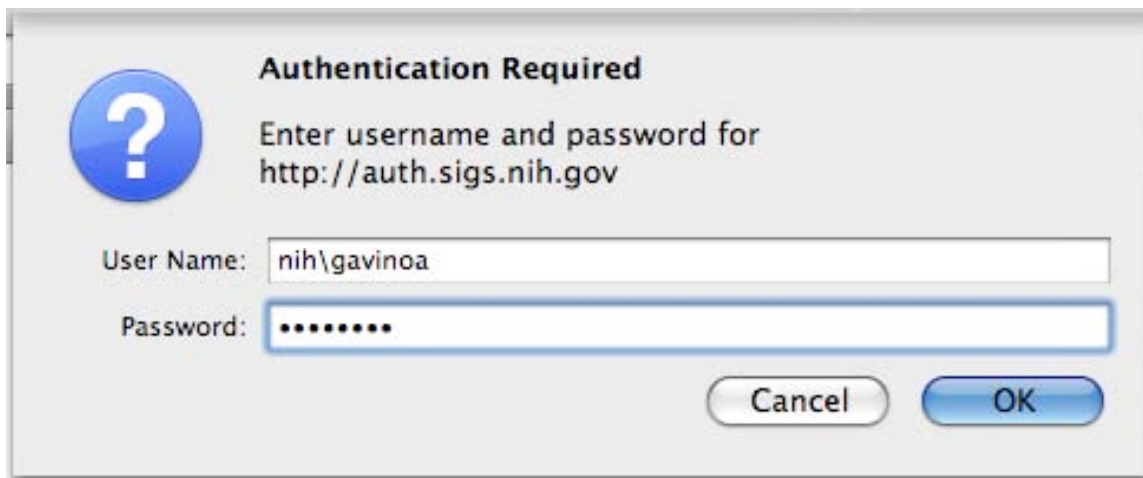 Authentication Required
Enter username and password for
http://auth.sigs.nih.gov
User Name: nih\gavinoa
Password: ••••••••
Cancel OK